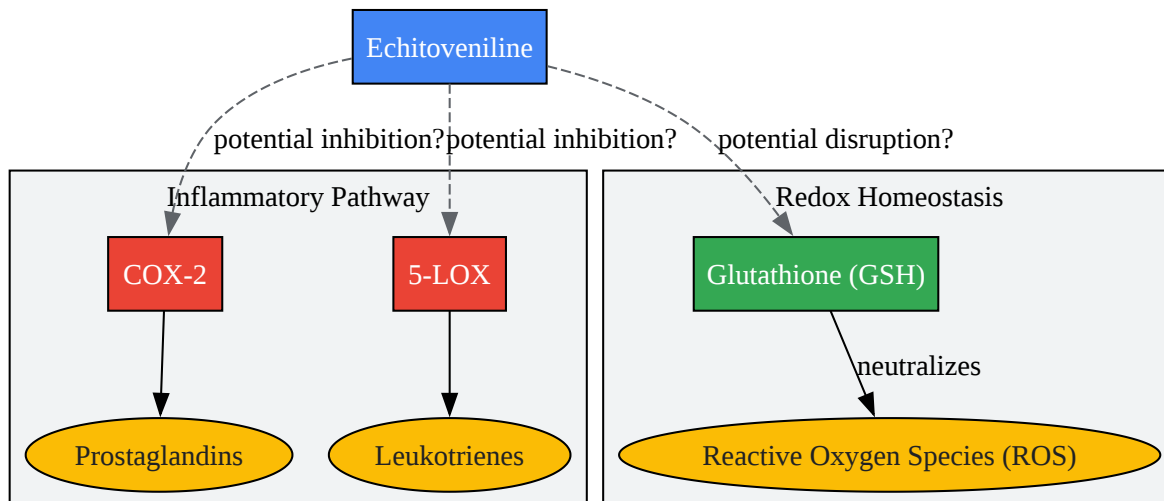 Echitoveniline
potential inhibition?
potential inhibition?
potential disruption?
Inflammatory Pathway
Redox Homeostasis
COX-2
5-LOX
Glutathione (GSH)
neutralizes
Prostaglandins
Leukotrienes
Reactive Oxygen Species (ROS)